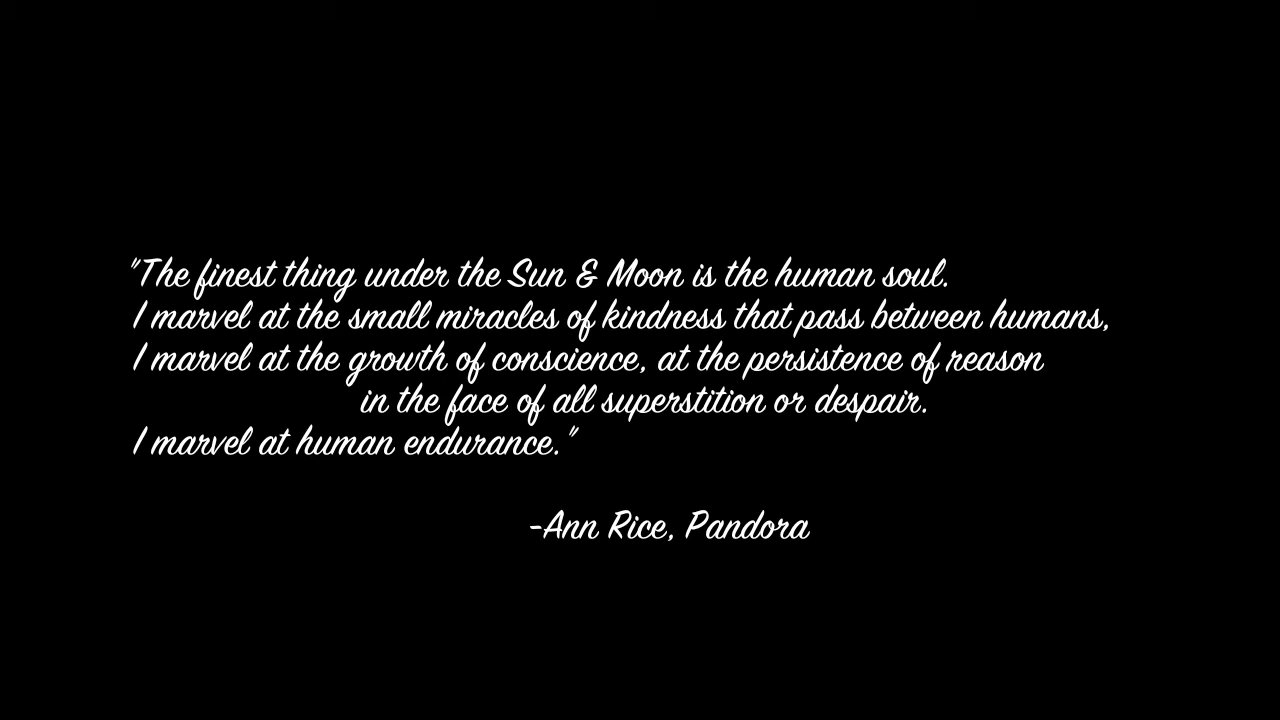 "The finest thing under the Sun & Moon is the human soul.
I marvel at the small miracles of kindness that pass between humans,
I marvel at the growth of conscience, at the persistence of reason
in the face of all superstition or despair.
I marvel at human endurance."
-Ann Rice, Pandora